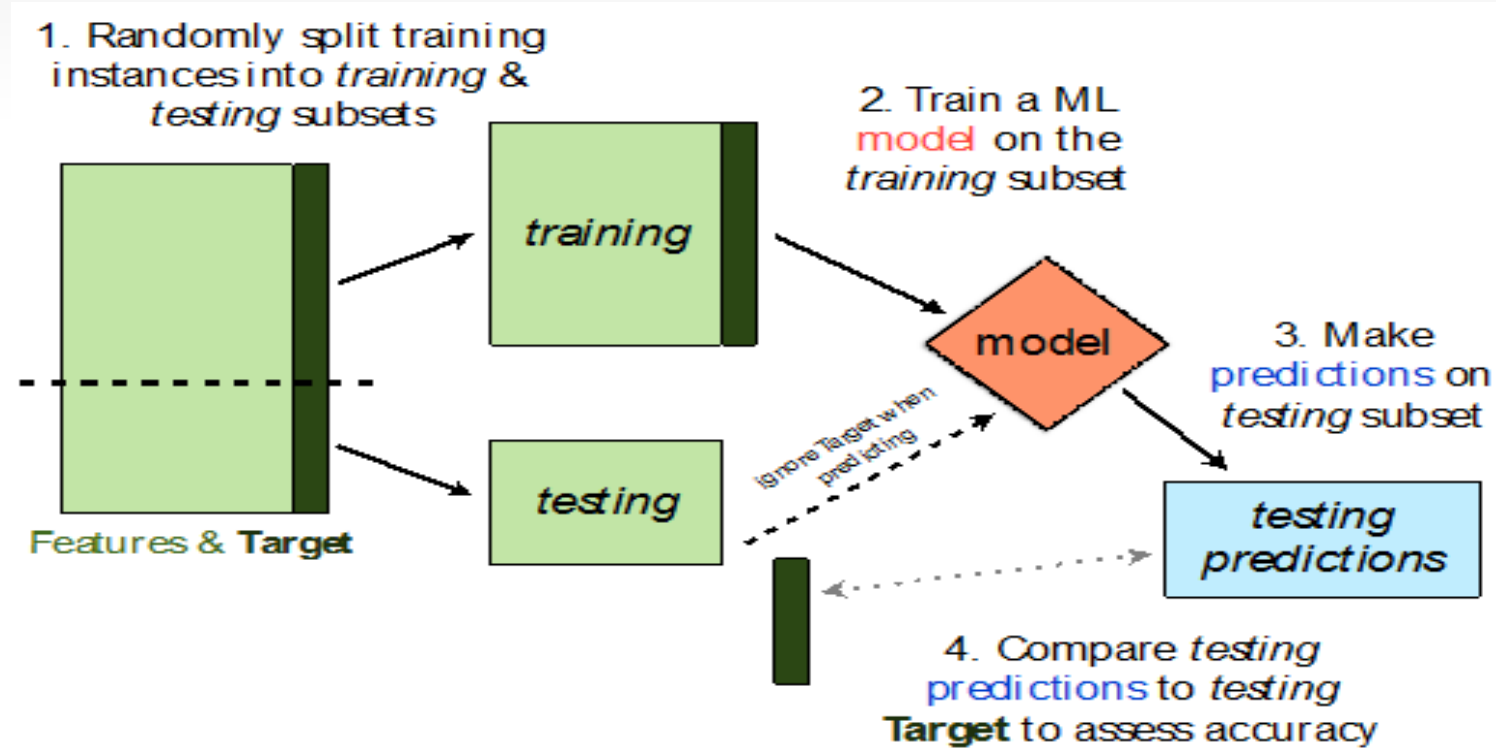 1. Randomly split training
instances into training &
testing subsets
2. Train a ML
model on the
training subset
training
model
3. Make
predictions on
testing subset
ignore Target when
predicting
testing
Features & Target
testing
predictions
4. Compare testing
predictions to testing
Target to assess accuracy